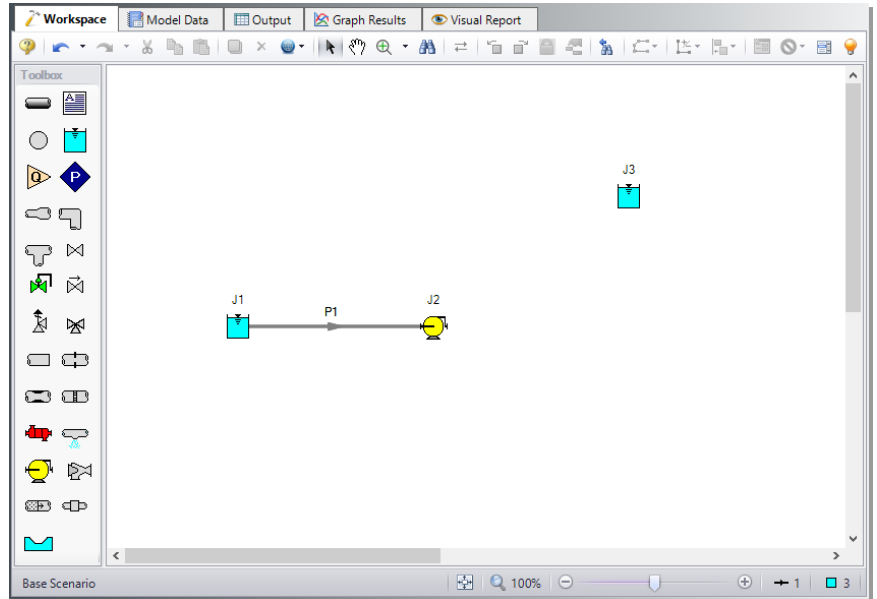 Workspace Model Data Output Graph Results Visual Report
Toolbox
A
Q P
J3
J1 P1 J2
Base Scenario 100% 1 3